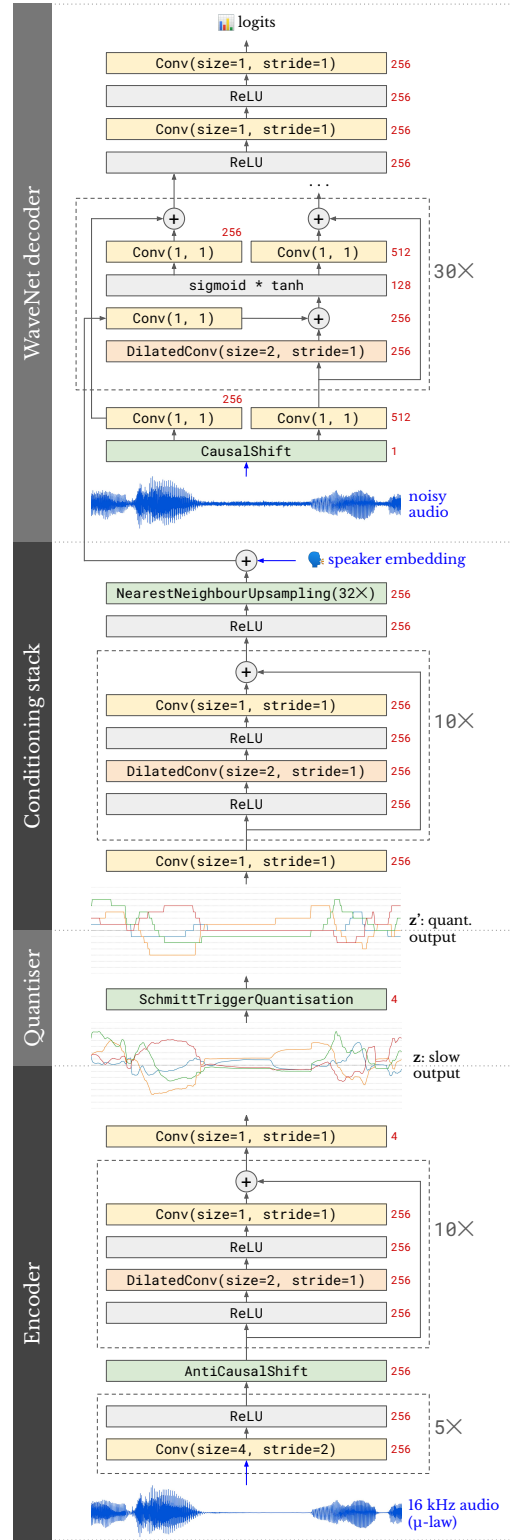 📊 logits
Conv(size=1, stride=1) 256
ReLU 256
Conv(size=1, stride=1) 256
ReLU 256
...
+ +
256
Conv(1, 1) Conv(1, 1) 512
30×
sigmoid * tanh 128
Conv(1, 1) + 256
DilatedConv(size=2, stride=1) 256
256
Conv(1, 1) Conv(1, 1) 512
CausalShift 1
noisy
audio
WaveNet decoder
+ 🗣 speaker embedding
NearestNeighbourUpsampling(32×) 256
ReLU 256
+
Conv(size=1, stride=1) 256
10×
ReLU 256
DilatedConv(size=2, stride=1) 256
ReLU 256
Conv(size=1, stride=1) 256
Conditioning stack
z': quant.
output
SchmittTriggerQuantisation 4
Quantiser
z: slow
output
Conv(size=1, stride=1) 4
+
Conv(size=1, stride=1) 256
10×
ReLU 256
DilatedConv(size=2, stride=1) 256
ReLU 256
AntiCausalShift 256
ReLU 256
5×
Conv(size=4, stride=2) 256
Encoder
16 kHz audio
(μ-law)